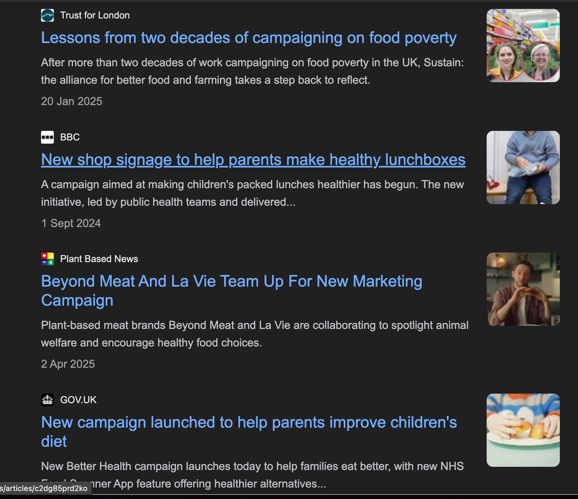 Trust for London
Lessons from two decades of campaigning on food poverty
After more than two decades of work campaigning on food poverty in the UK, Sustain:
the alliance for better food and farming takes a step back to reflect.
20 Jan 2025
BBC
New shop signage to help parents make healthy lunchboxes
A campaign aimed at making children's packed lunches healthier has begun. The new
initiative, led by public health teams and delivered...
1 Sept 2024
Plant Based News
Beyond Meat And La Vie Team Up For New Marketing
Campaign
Plant-based meat brands Beyond Meat and La Vie are collaborating to spotlight animal
welfare and encourage healthy food choices.
2 Apr 2025
GOV.UK
New campaign launched to help parents improve children's
diet
New Better Health campaign launches today to help families eat better, with new NHS
Scanner App feature offering healthier alternatives...
s/articles/c2dg85prd2ko